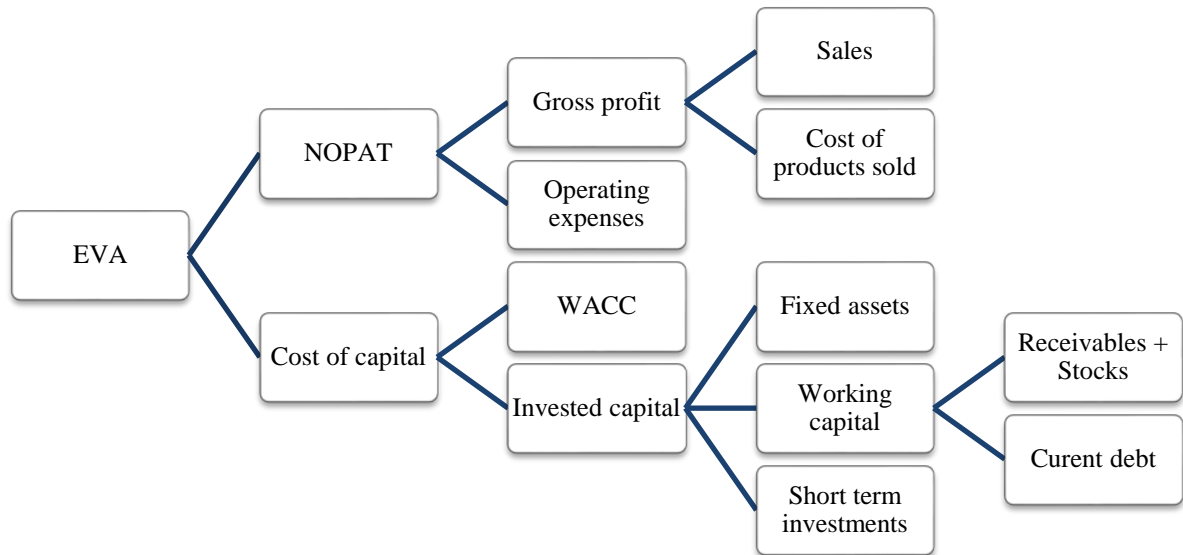 Sales
Gross profit
Cost of
products sold
NOPAT
Operating
expenses
EVA
WACC
Fixed assets
Cost of capital
Receivables +
Stocks
Invested capital
Working
capital
Curent debt
Short term
investments